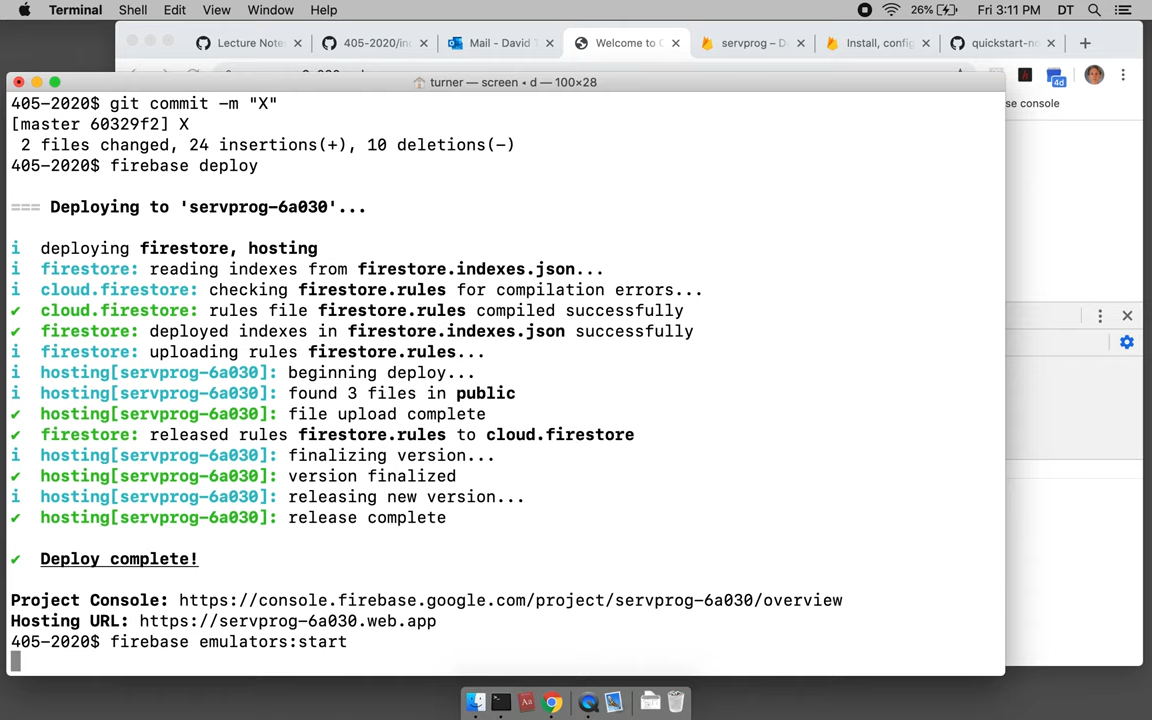 Terminal Shell Edit View Window Help 26% Fri 3:11 PM DT
Lecture Note 405-2020/in Mail - David T Welcome to servprog – D Install, config quickstart-n
4d
turner — screen ◂ d — 100×28
se console
405-2020$ git commit -m "X"
[master 60329f2] X
2 files changed, 24 insertions(+), 10 deletions(-)
405-2020$ firebase deploy
=== Deploying to 'servprog-6a030'...
i deploying firestore, hosting
i firestore: reading indexes from firestore.indexes.json...
i cloud.firestore: checking firestore.rules for compilation errors...
✔ cloud.firestore: rules file firestore.rules compiled successfully
✔ firestore: deployed indexes in firestore.indexes.json successfully
i firestore: uploading rules firestore.rules...
i hosting[servprog-6a030]: beginning deploy...
i hosting[servprog-6a030]: found 3 files in public
✔ hosting[servprog-6a030]: file upload complete
✔ firestore: released rules firestore.rules to cloud.firestore
i hosting[servprog-6a030]: finalizing version...
✔ hosting[servprog-6a030]: version finalized
i hosting[servprog-6a030]: releasing new version...
✔ hosting[servprog-6a030]: release complete
✔ Deploy complete!
Project Console: https://console.firebase.google.com/project/servprog-6a030/overview
Hosting URL: https://servprog-6a030.web.app
405-2020$ firebase emulators:start